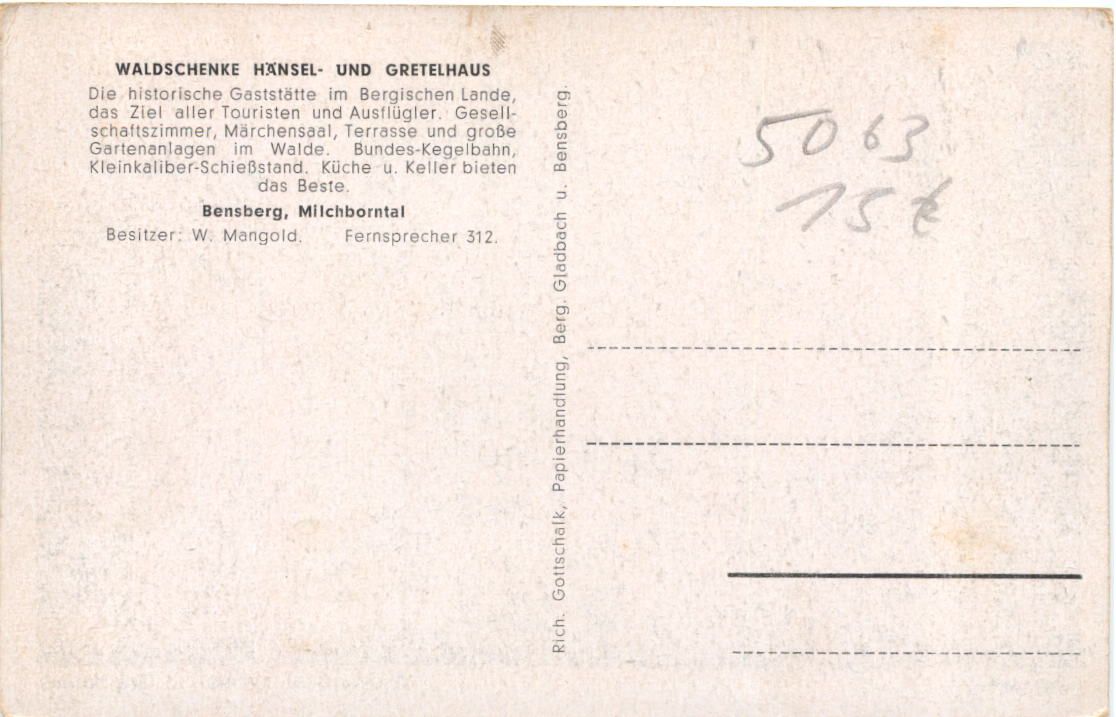 WALDSCHENKE HÄNSEL- UND GRETELHAUS
Die historische Gaststätte im Bergischen Lande,
das Ziel aller Touristen und Ausflügler. Gesell-
schaftszimmer, Märchensaal, Terrasse und große
Gartenanlagen im Walde. Bundes-Kegelbahn,
Kleinkaliber-Schießstand. Küche u. Keller bieten
das Beste.
Bensberg, Milchborntal
Besitzer: W. Mangold. Fernsprecher 312.
Rich. Gottschalk, Papierhandlung, Berg. Gladbach u. Bensberg.
5063
15 €